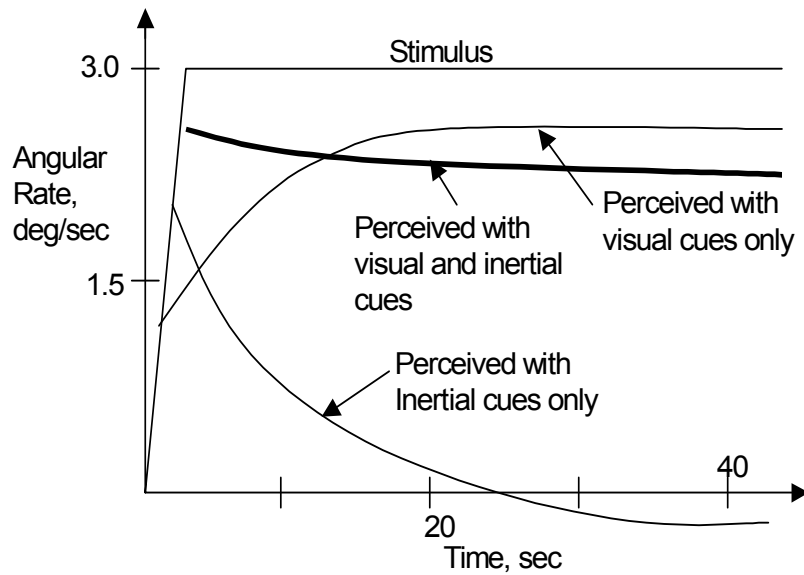 Stimulus
3.0
Angular
Rate,
deg/sec
1.5
Perceived with
visual and inertial
cues
Perceived with
visual cues only
Perceived with
Inertial cues only
40
20
Time, sec